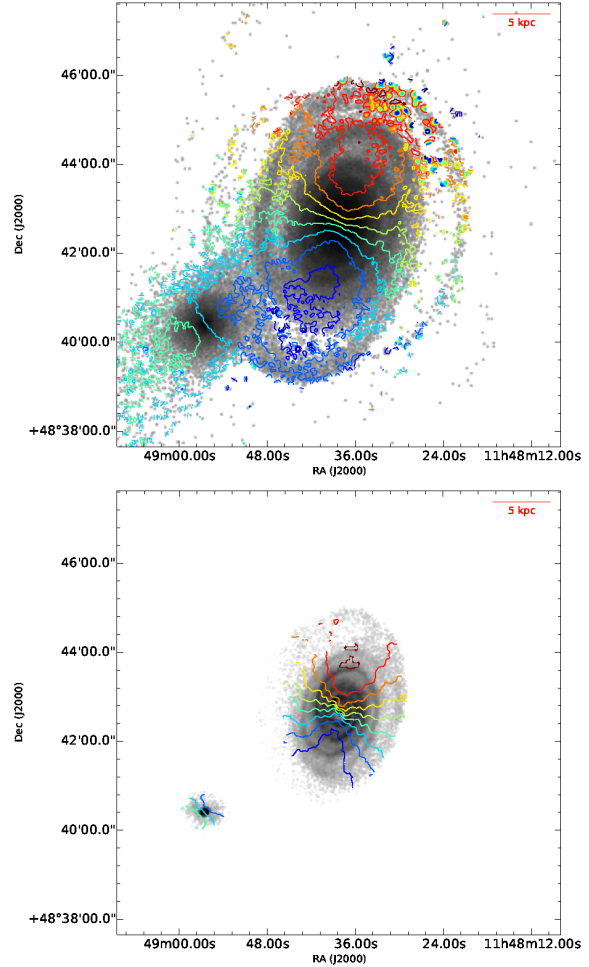 5 kpc
46'00.0"
44'00.0"
42'00.0"
40'00.0"
+48°38'00.0"
Dec (J2000)
49m00.00s 48.00s 36.00s 24.00s 11h48m12.00s
RA (J2000)
5 kpc
46'00.0"
44'00.0"
42'00.0"
40'00.0"
+48°38'00.0"
Dec (J2000)
49m00.00s 48.00s 36.00s 24.00s 11h48m12.00s
RA (J2000)